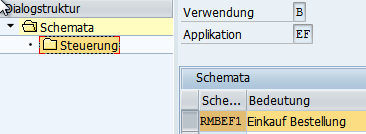 Dialogstruktur
Schemata
Steuerung
Verwendung B
Applikation EF
Schemata
Sche... Bedeutung
RMBEF1 Einkauf Bestellung